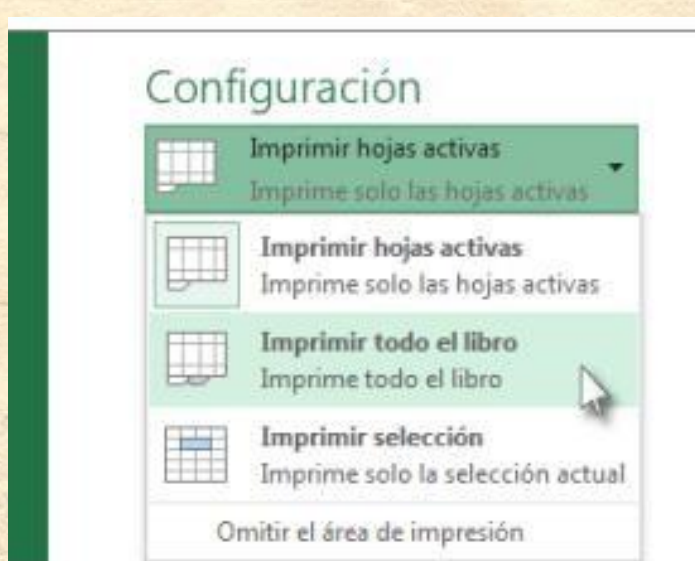 Configuración
Imprimir hojas activas
Imprime solo las hojas activas
Imprimir hojas activas
Imprime solo las hojas activas
Imprimir todo el libro
Imprime todo el libro
Imprimir selección
Imprime solo la selección actual
Omitir el área de impresión